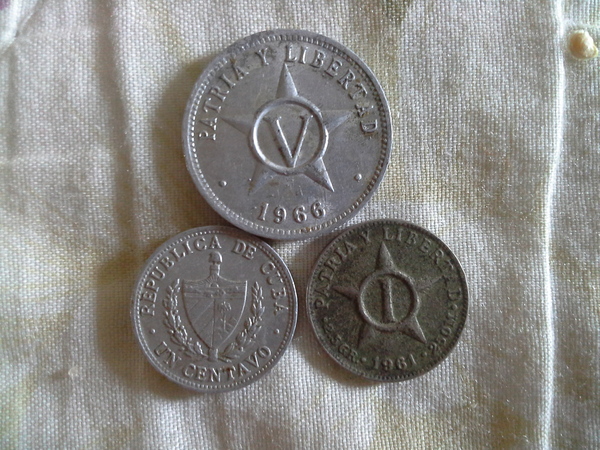 PATRIA Y LIBERTAD
V
1966
REPUBLICA DE CUBA
UN CENTAVO
PATRIA Y LIBERTAD
I
1961